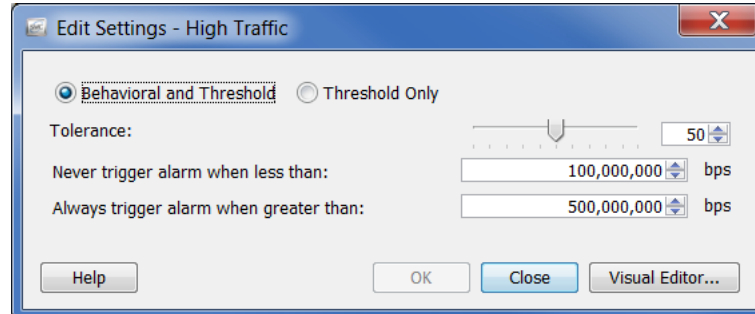 Edit Settings - High Traffic
X
Behavioral and Threshold Threshold Only
Tolerance: 50
Never trigger alarm when less than: 100,000,000 bps
Always trigger alarm when greater than: 500,000,000 bps
Help OK Close Visual Editor...